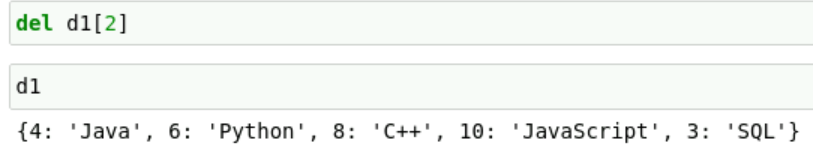 del d1[2]
d1
{4: 'Java', 6: 'Python', 8: 'C++', 10: 'JavaScript', 3: 'SQL'}